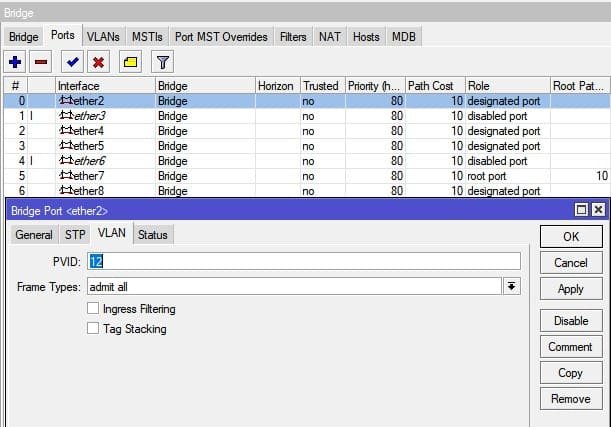 Bridge
Bridge Ports VLANs MSTIs Port MST Overrides Filters NAT Hosts MDB
# Interface Bridge Horizon Trusted Priority (h... Path Cost Role Root Pat...
0 ether2 Bridge no 80 10 designated port
1 I ether3 Bridge no 80 10 disabled port
2 ether4 Bridge no 80 10 designated port
3 ether5 Bridge no 80 10 designated port
4 I ether6 Bridge no 80 10 disabled port
5 ether7 Bridge no 80 10 root port 10
6 ether8 Bridge no 80 10 designated port
Bridge Port <ether2>
General STP VLAN Status
OK
PVID: 12
Cancel
Frame Types: admit all
Apply
Ingress Filtering
Disable
Tag Stacking
Comment
Copy
Remove